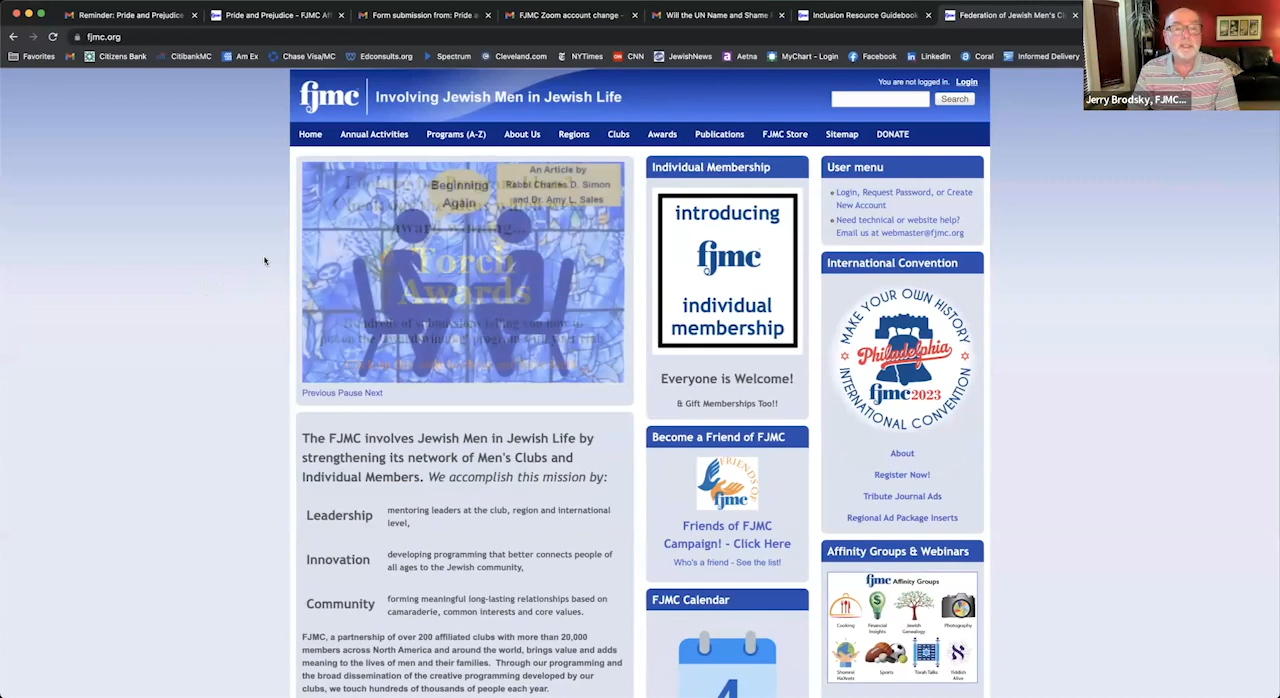 Reminder: Pride and Prejudice
Pride and Prejudice - FJMC Af
Form submission from: Pride a
FJMC Zoom account change -
Will the UN Name and Shame
Inclusion Resource Guidebook
Federation of Jewish Men's Cl
fjmc.org
Favorites
Citizens Bank
CitibankMC
Am Ex
Chase Visa/MC
Edconsults.org
Spectrum
Cleveland.com
NYTimes
CNN
JewishNews
Aetna
MyChart - Login
Facebook
LinkedIn
Coral
Informed Delivery
Jerry Brodsky, FJMC...
fjmc
Involving Jewish Men in Jewish Life
You are not logged in. Login
Search
Home
Annual Activities
Programs (A-Z)
About Us
Regions
Clubs
Awards
Publications
FJMC Store
Sitemap
DONATE
Beginning
Again
An Article by
Rabbi Charles D. Simon
and Dr. Amy L. Sales
Torch
Awards
Previous Pause Next
The FJMC involves Jewish Men in Jewish Life by
strengthening its network of Men's Clubs and
Individual Members. We accomplish this mission by:
Leadership
mentoring leaders at the club, region and international
level,
Innovation
developing programming that better connects people of
all ages to the Jewish community,
Community
forming meaningful long-lasting relationships based on
camaraderie, common interests and core values.
FJMC, a partnership of over 200 affiliated clubs with more than 20,000
members across North America and around the world, brings value and adds
meaning to the lives of men and their families. Through our programming and
the broad dissemination of the creative programming developed by our
clubs, we touch hundreds of thousands of people each year.
Individual Membership
introducing
fjmc
individual
membership
Everyone is Welcome!
& Gift Memberships Too!!
Become a Friend of FJMC
FRIENDS OF
fjmc
Friends of FJMC
Campaign! - Click Here
Who's a friend - See the list!
FJMC Calendar
4
User menu
Login, Request Password, or Create
New Account
Need technical or website help?
Email us at webmaster@fjmc.org
International Convention
MAKE YOUR OWN HISTORY
Philadelphia
fjmc2023
INTERNATIONAL CONVENTION
About
Register Now!
Tribute Journal Ads
Regional Ad Package Inserts
Affinity Groups & Webinars
fjmc Affinity Groups
Cooking
Financial
Insights
Jewish
Genealogy
Photography
Shomrei
HaAretz
Sports
Torah Talks
Yiddish
Alive